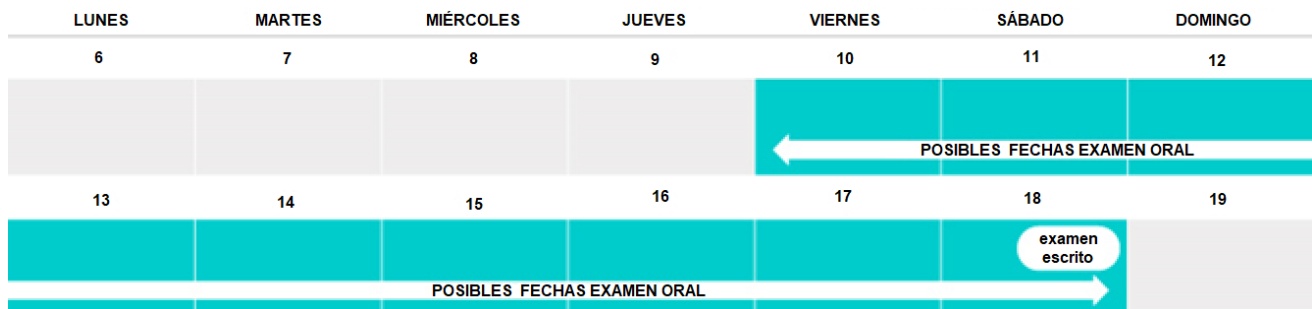 LUNES MARTES MIÉRCOLES JUEVES VIERNES SÁBADO DOMINGO
6 7 8 9 10 11 12
POSIBLES FECHAS EXAMEN ORAL
13 14 15 16 17 18 19
examen
escrito
POSIBLES FECHAS EXAMEN ORAL